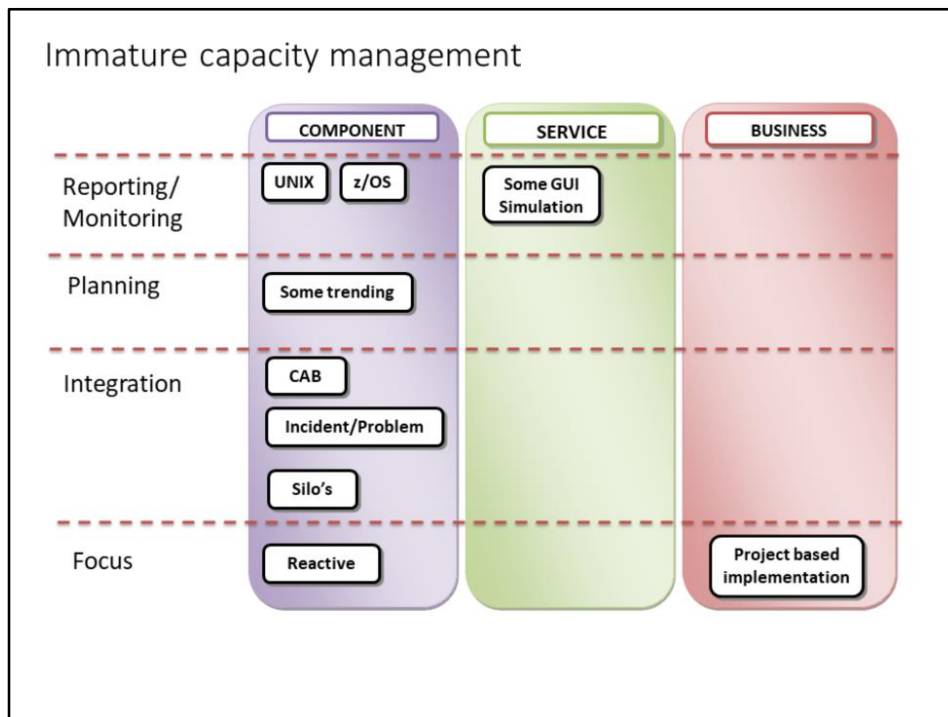 Immature capacity management
COMPONENT
SERVICE
BUSINESS
Reporting/
Monitoring
UNIX
z/OS
Some GUI
Simulation
Planning
Some trending
Integration
CAB
Incident/Problem
Silo's
Focus
Reactive
Project based
implementation